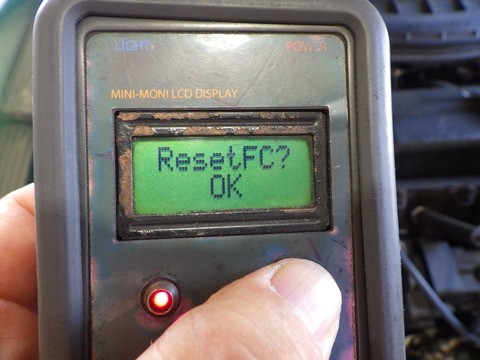 LIGHT
POWER
MINI-MONI LCD DISPLAY
ResetFC?
OK